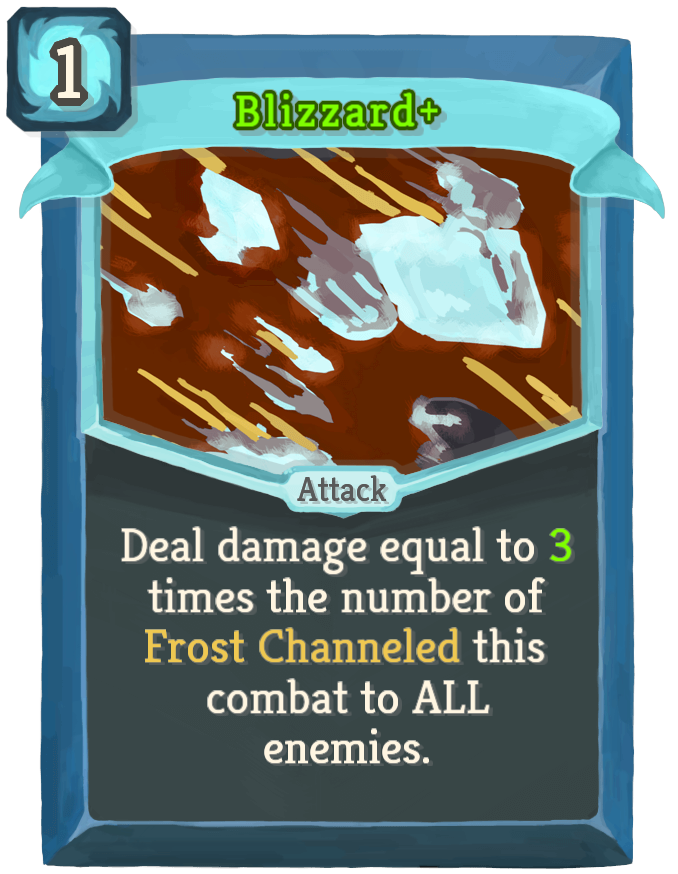 1
Blizzard+
Attack
Deal damage equal to 3
times the number of
Frost Channeled this
combat to ALL
enemies.